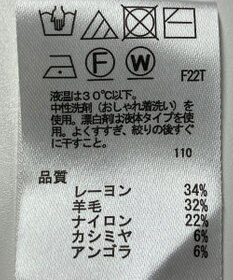 F W
F22T
液温は30℃以下。
中性洗剤(おしゃれ着洗い)を使
用。漂白剤は液体タイプを使用。よくすすぎ、絞りの後すぐ
に干すこと。
110
品質
レーヨン 34%
羊毛 32%
ナイロン 22%
カシミヤ 6%
アンゴラ 6%